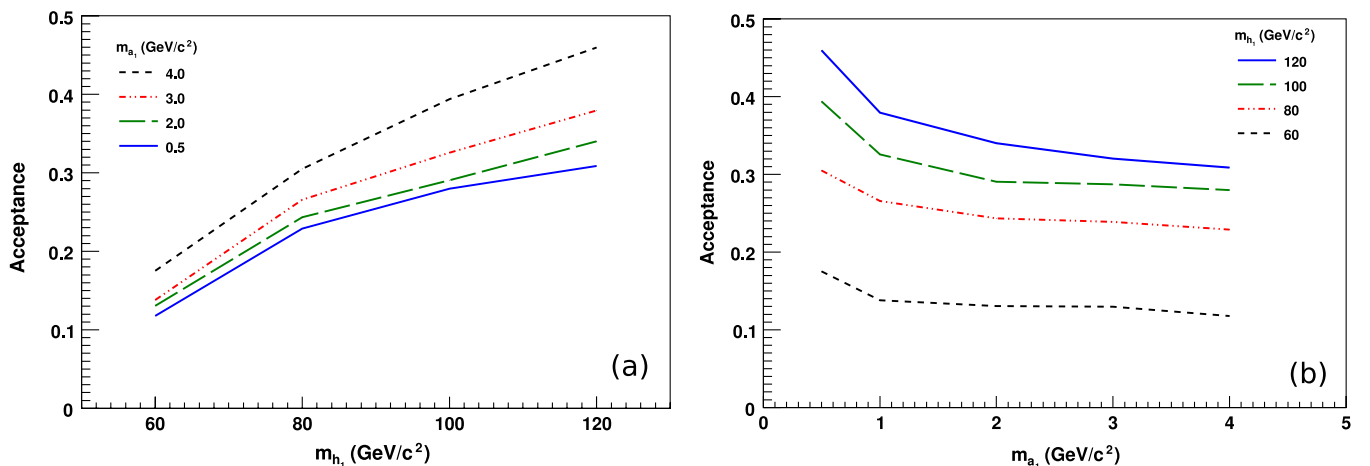 0.5
0.4
0.3
0.2
0.1
0
Acceptance
m_{a_1} (GeV/c²)
4.0
3.0
2.0
0.5
(a)
60 80 100 120
m_{h_1} (GeV/c²)
0.5
0.4
0.3
0.2
0.1
0
Acceptance
m_{h_1} (GeV/c²)
120
100
80
60
(b)
0 1 2 3 4 5
m_{a_1} (GeV/c²)